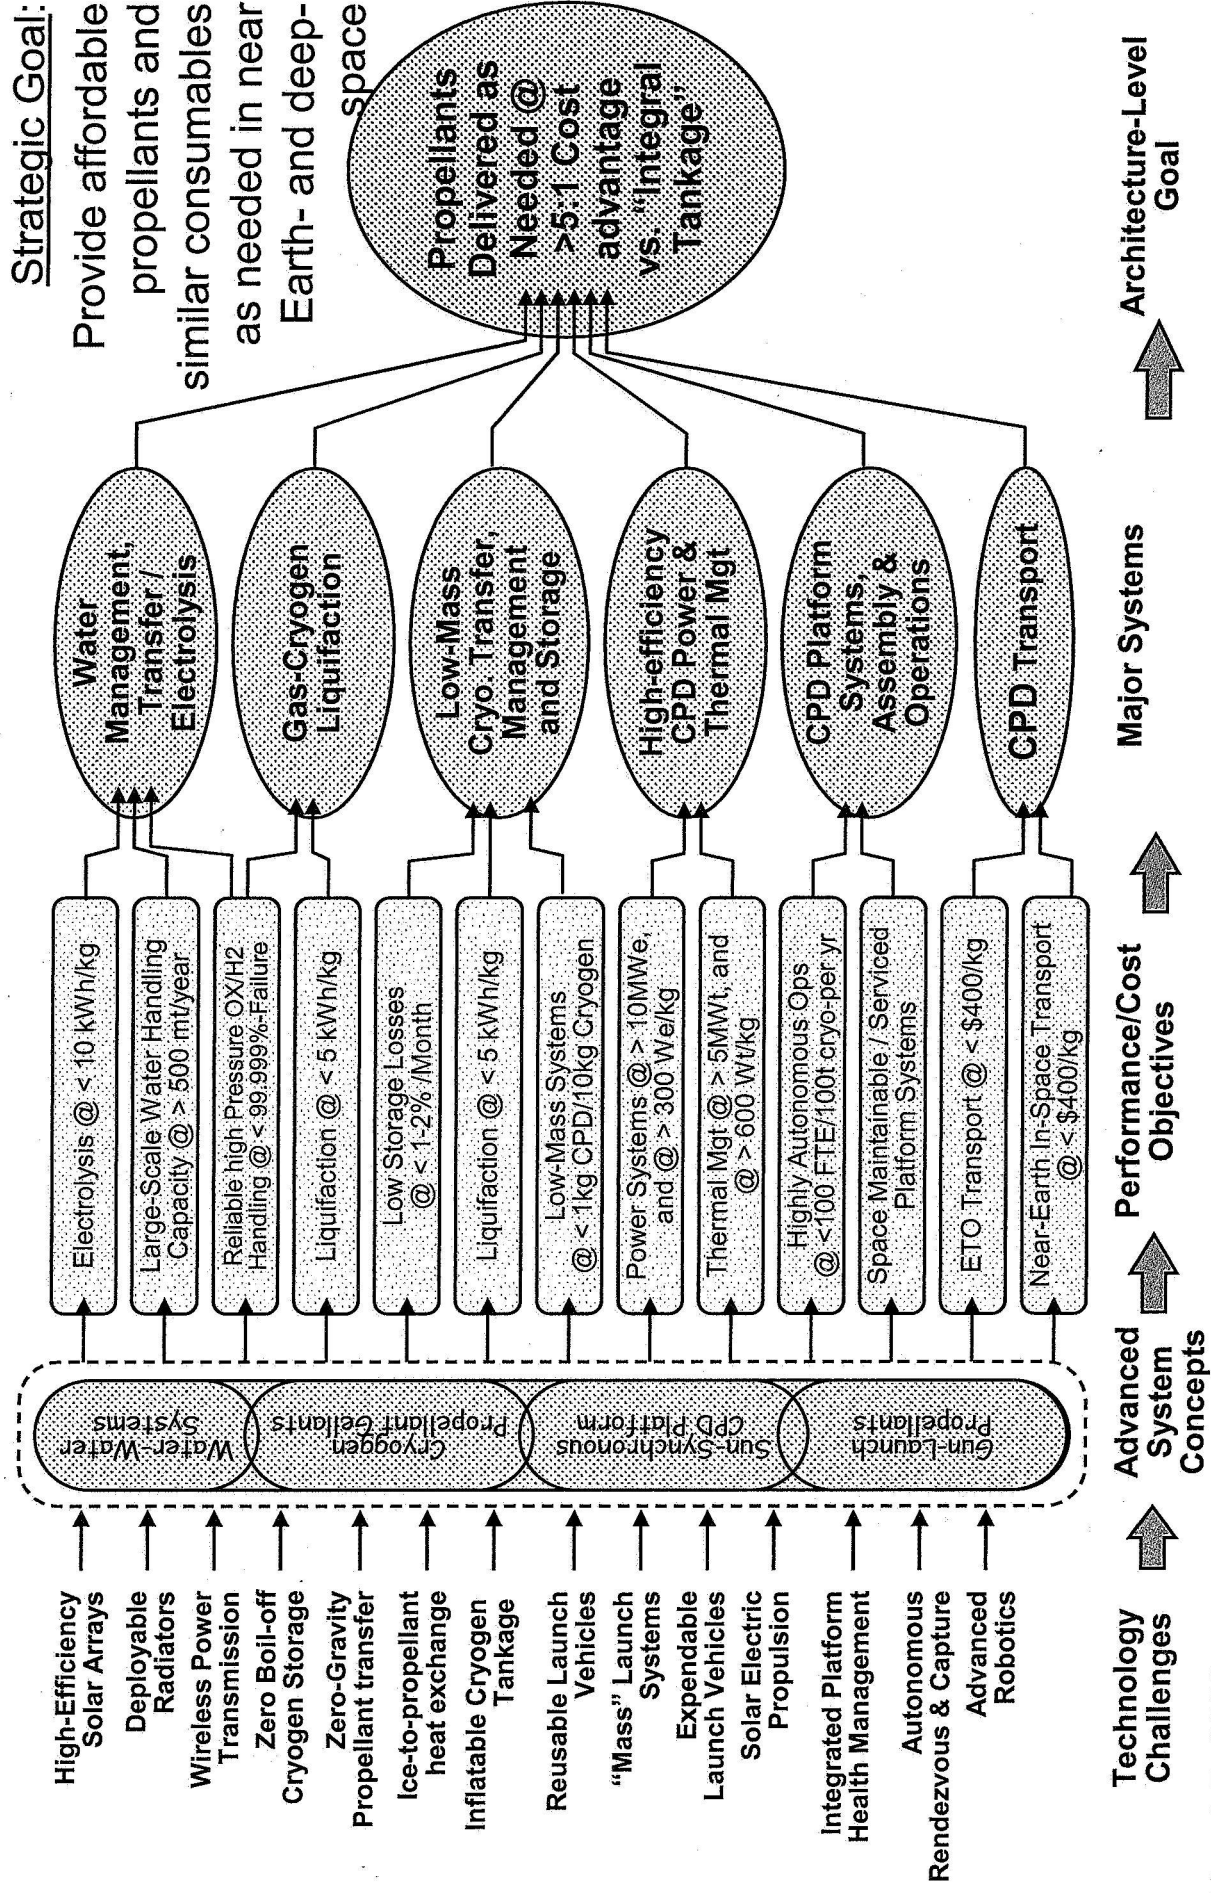 Strategic Goal:
Provide affordable
propellants and
similar consumables
as needed in near
Earth- and deep-
space
High-Efficiency
Solar Arrays
Deployable
Radiators
Wireless Power
Transmission
Zero Boil-off
Cryogen Storage
Zero-Gravity
Propellant transfer
Ice-to-propellant
heat exchange
Inflatable Cryogen
Tankage
Reusable Launch
Vehicles
"Mass" Launch
Systems
Expendable
Launch Vehicles
Solar Electric
Propulsion
Integrated Platform
Health Management
Autonomous
Rendezvous & Capture
Advanced
Robotics
Water-Water
Systems
Cryoggen
Propellant Gellants
Sun-Synchronous
CPD Platform
Gun-Launch
Propellants
Electrolysis @ < 10 kWh/kg
Large-Scale Water Handling
Capacity @ > 500 mt/year
Reliable high Pressure OX/H2
Handling @ < 99.999%-Failure
Liquifaction @ < 5 kWh/kg
Low Storage Losses
@ < 1-2% /Month
Liquifaction @ < 5 kWh/kg
Low-Mass Systems
@ < 1kg CPD/10kg Cryogen
Power Systems @ > 10MWe,
and @ > 300 We/kg
Thermal Mgt @ > 5MWt, and
@ > 600 Wt/kg
Highly Autonomous Ops
@ <100 FTE/100t cryo-per yr
Space Maintainable / Serviced
Platform Systems
ETO Transport @ < $400/kg
Near-Earth In-Space Transport
@ < $400/kg
Water
Management,
Transfer /
Electrolysis
Gas-Cryogen
Liquifaction
Low-Mass
Cryo. Transfer,
Management
and Storage
High-efficiency
CPD Power &
Thermal Mgt
CPD Platform
Systems,
Assembly &
Operations
CPD Transport
Propellants
Delivered as
Needed @
>5:1 Cost
advantage
vs. "Integral
Tankage"
Technology
Challenges
Advanced
System
Concepts
Performance/Cost
Objectives
Major Systems
Architecture-Level
Goal